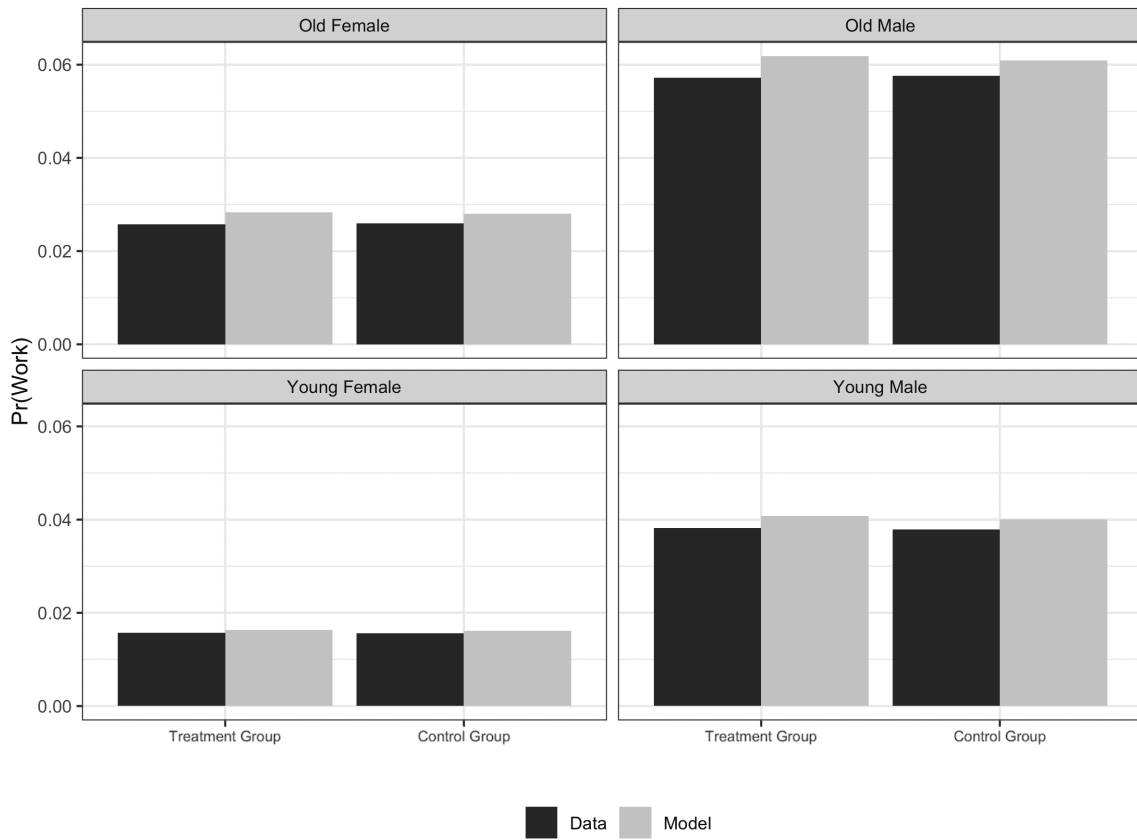 Old Female
Old Male
0.06
0.04
0.02
0.00
Pr(Work)
Young Female
Young Male
0.06
0.04
0.02
0.00
Treatment Group
Control Group
Treatment Group
Control Group
Data
Model